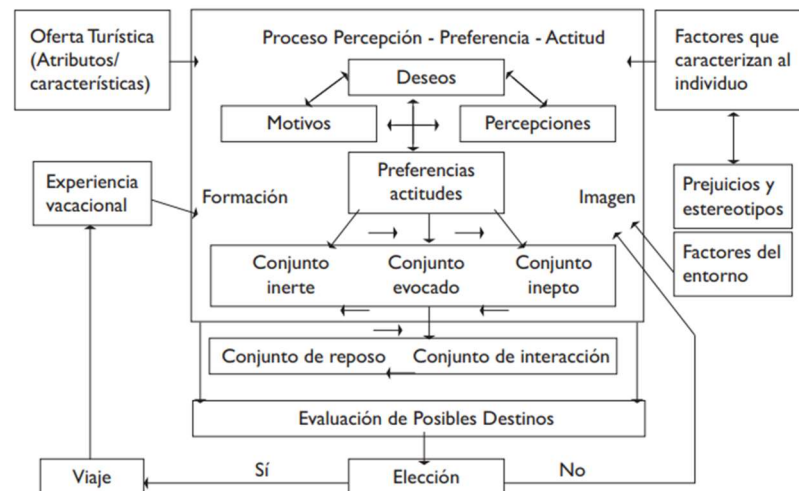 Oferta Turística
(Atributos/
características)
Proceso Percepción - Preferencia - Actitud
Deseos
Motivos
Percepciones
Preferencias
actitudes
Formación
Imagen
Conjunto
inerte
Conjunto
evocado
Conjunto
inepto
Conjunto de reposo
Conjunto de interacción
Evaluación de Posibles Destinos
Elección
Sí
No
Viaje
Experiencia
vacacional
Factores que
caracterizan al
individuo
Prejuicios y
estereotipos
Factores del
entorno